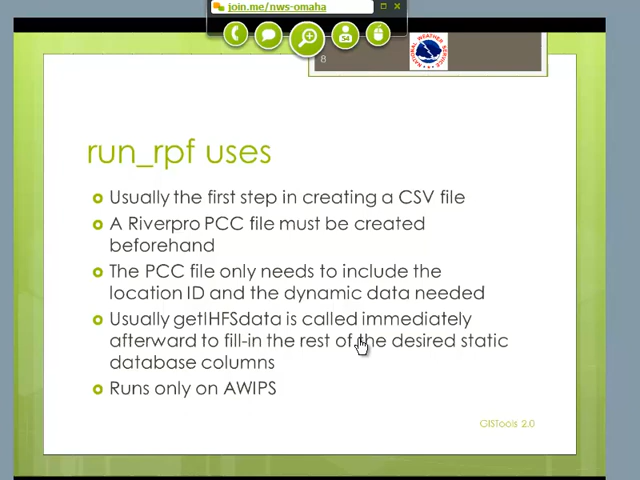 join.me/nws-omaha
8
run_rpf uses
Usually the first step in creating a CSV file
A Riverpro PCC file must be created
beforehand
The PCC file only needs to include the
location ID and the dynamic data needed
Usually getIHFSdata is called immediately
afterward to fill-in the rest of the desired static
database columns
Runs only on AWIPS
GISTools 2.0